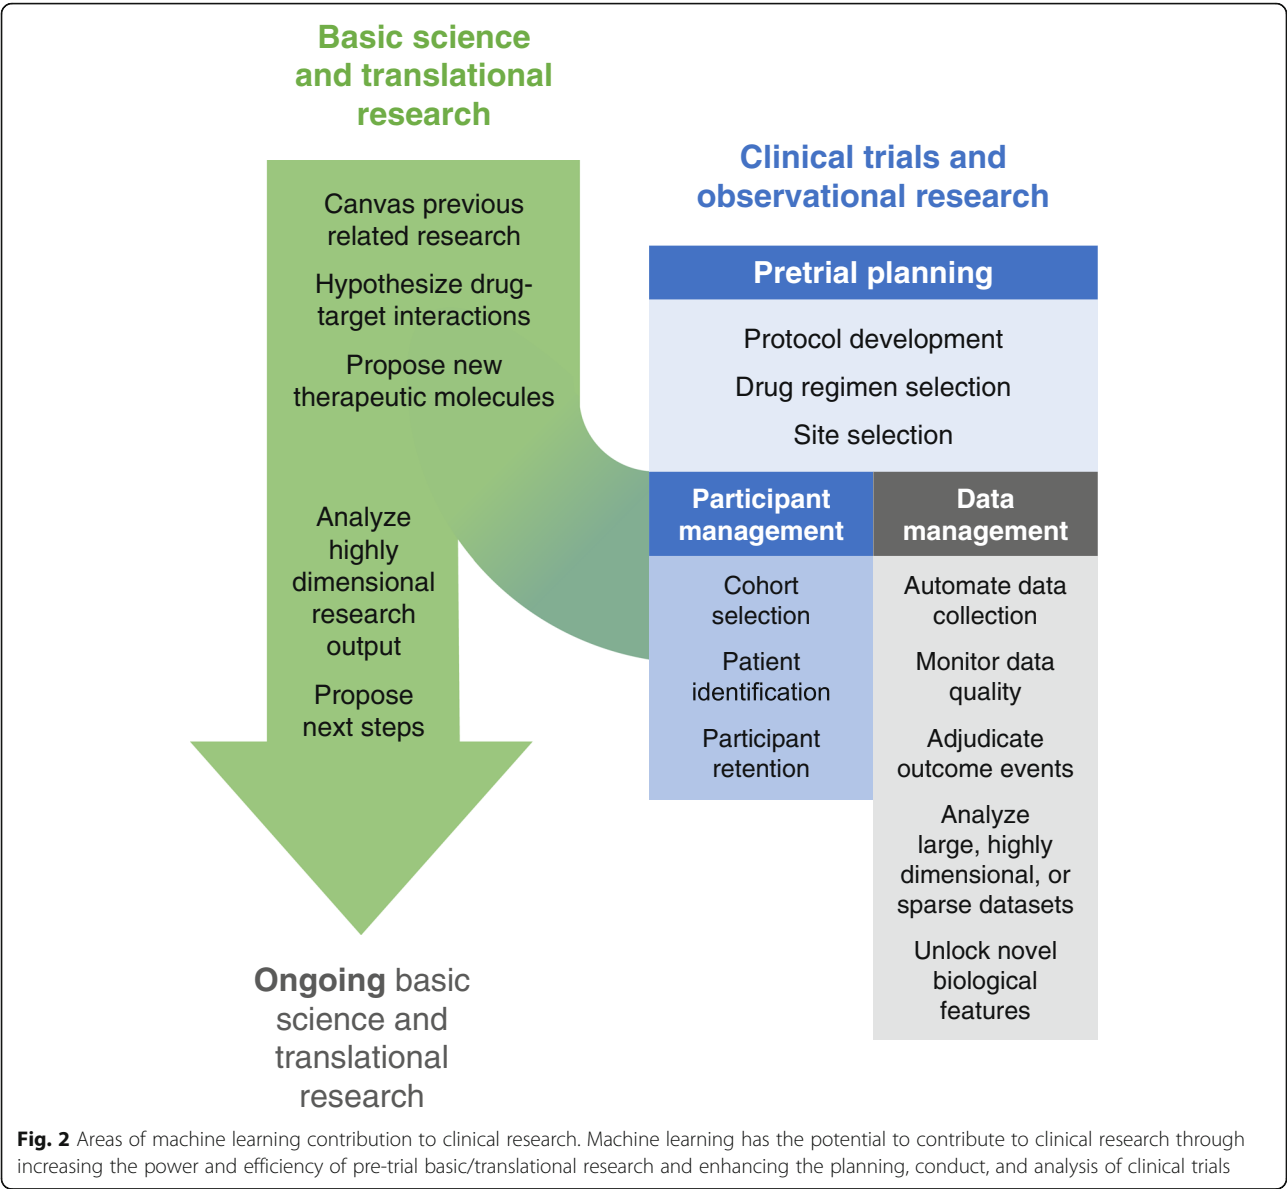 Basic science
and translational
research
Canvas previous
related research
Hypothesize drug-
target interactions
Propose new
therapeutic molecules
Analyze
highly
dimensional
research
output
Propose
next steps
Ongoing basic
science and
translational
research
Clinical trials and
observational research
Pretrial planning
Protocol development
Drug regimen selection
Site selection
Participant
management
Cohort
selection
Patient
identification
Participant
retention
Data
management
Automate data
collection
Monitor data
quality
Adjudicate
outcome events
Analyze
large, highly
dimensional, or
sparse datasets
Unlock novel
biological
features
Fig. 2 Areas of machine learning contribution to clinical research. Machine learning has the potential to contribute to clinical research through
increasing the power and efficiency of pre-trial basic/translational research and enhancing the planning, conduct, and analysis of clinical trials